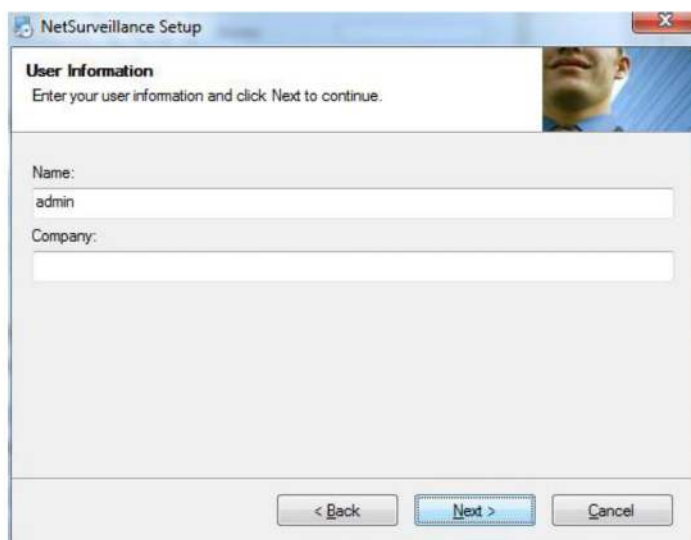 NetSurveillance Setup
User Information
Enter your user information and click Next to continue.
Name:
admin
Company:
< Back
Next >
Cancel